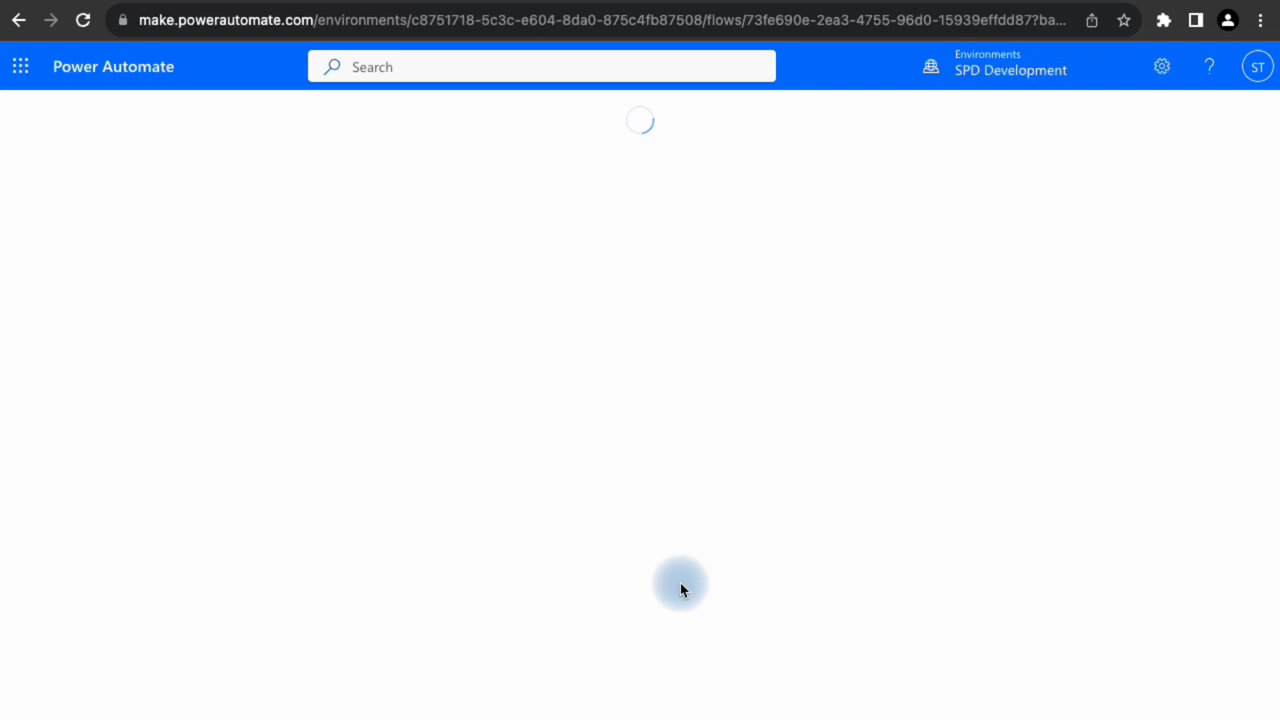 make.powerautomate.com/environments/c8751718-5c3c-e604-8da0-875c4fb87508/flows/73fe690e-2ea3-4755-96d0-15939effdd87?ba...
Power Automate
Search
Environments
SPD Development
?
ST